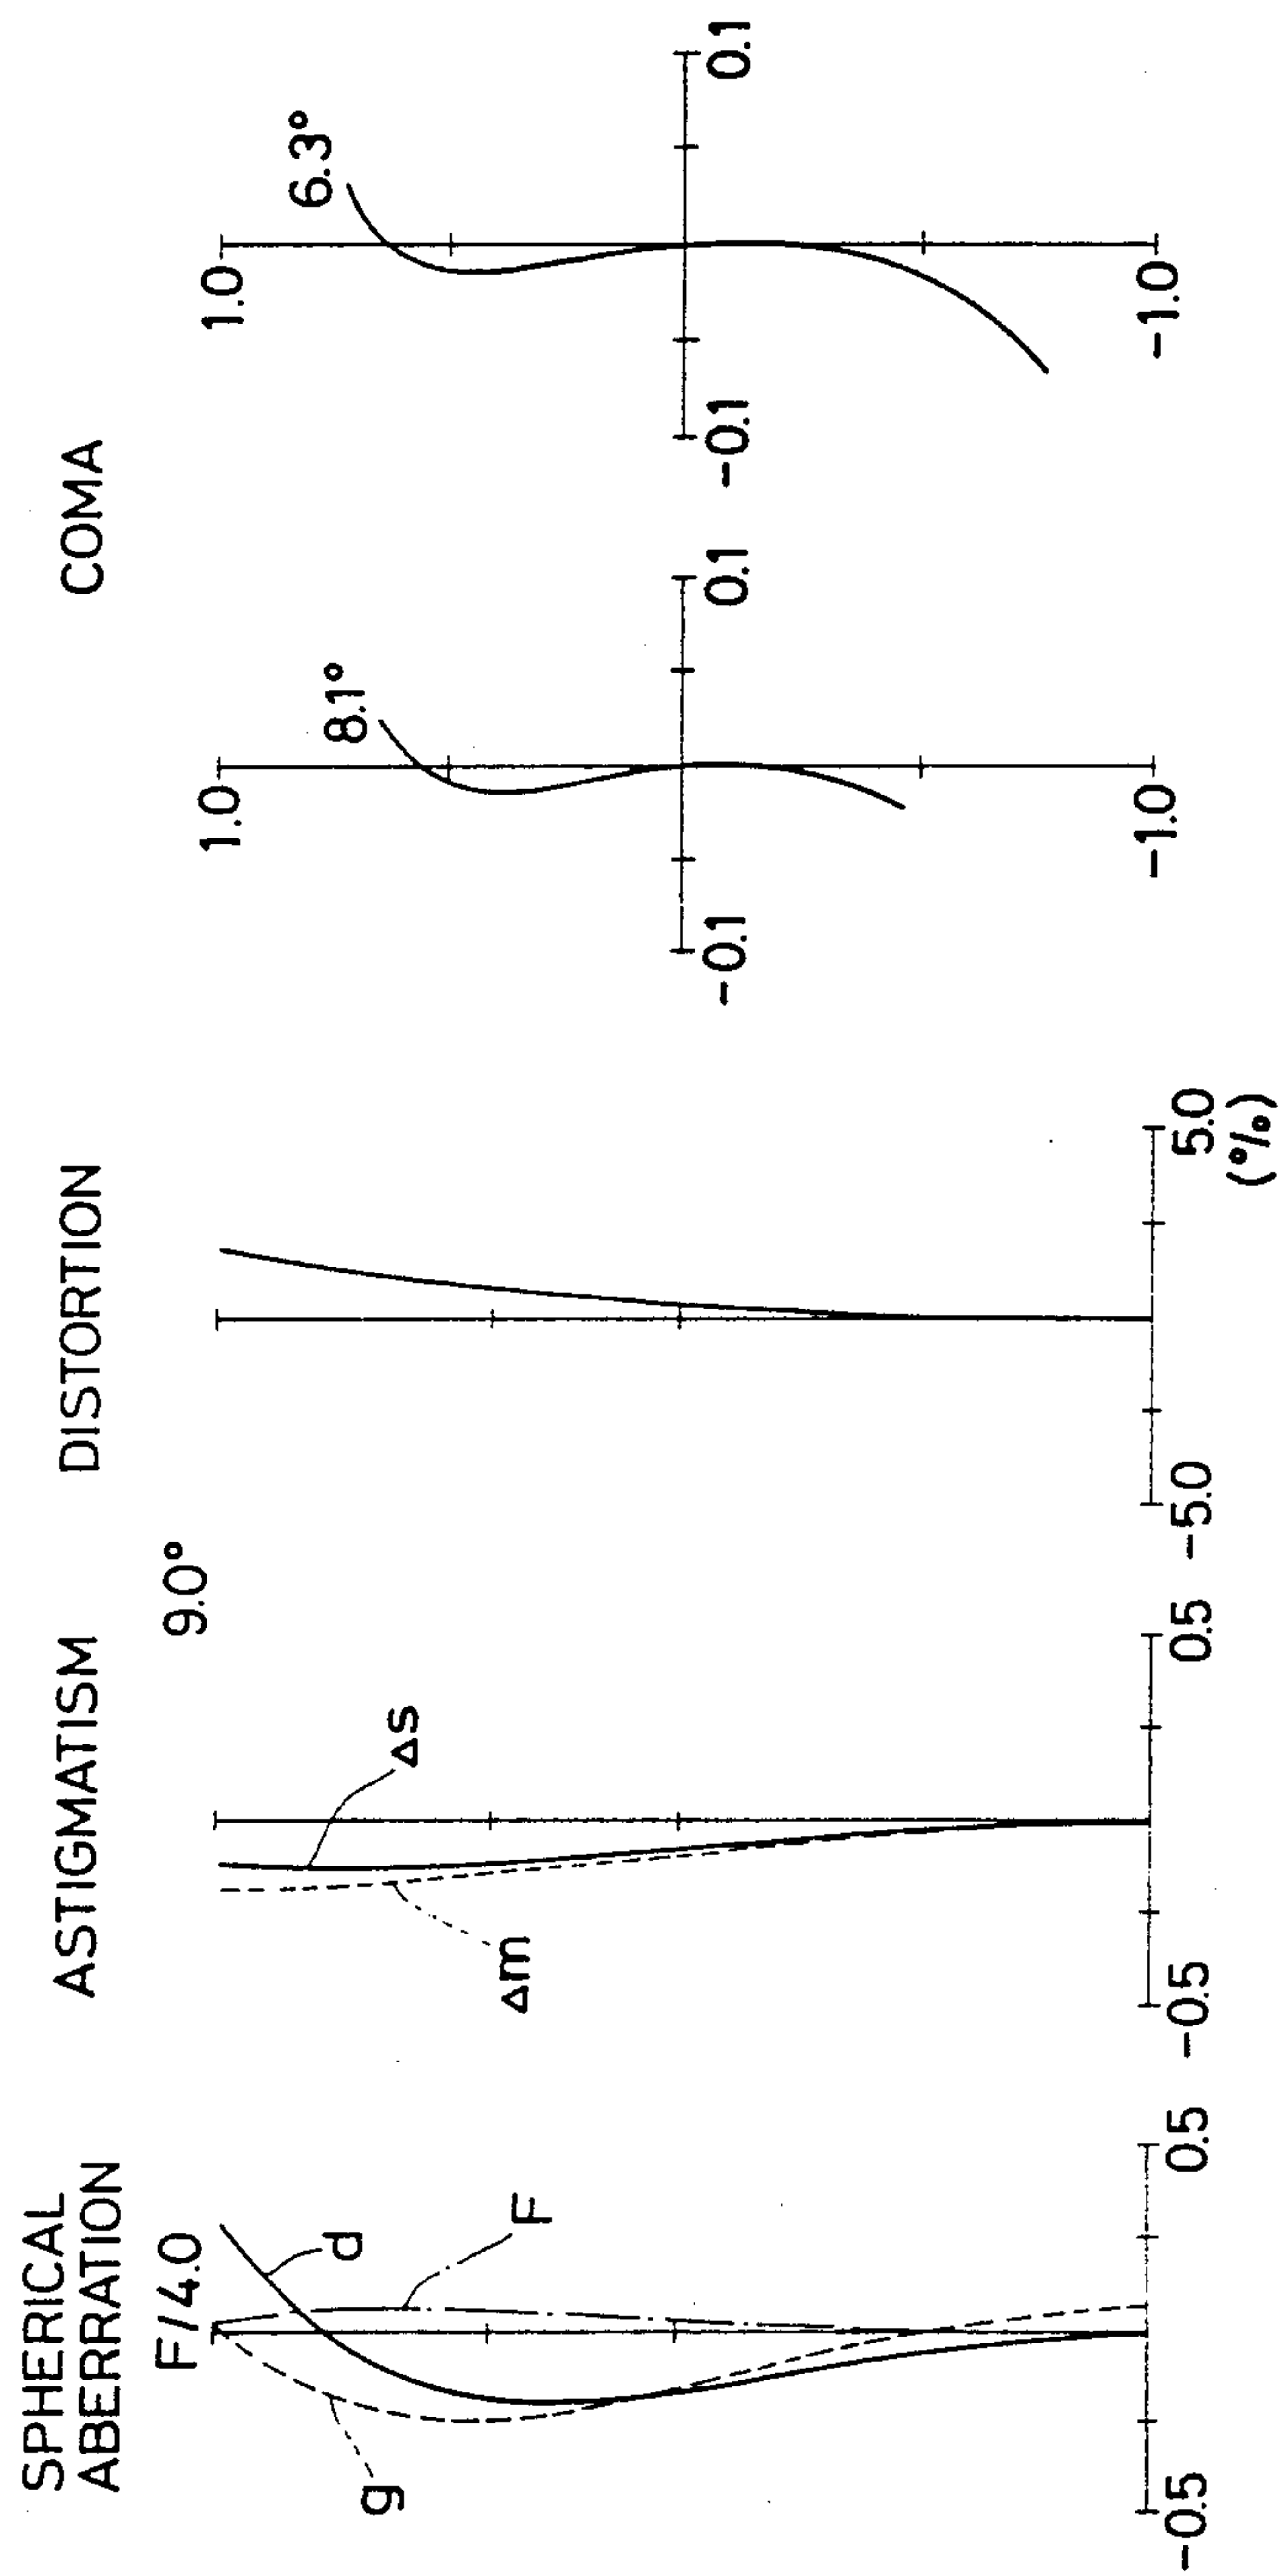 SPHERICAL
ABERRATION
F/4.0
d
F
g
-0.5
0.5
ASTIGMATISM
9.0°
Δs
Δm
-0.5
0.5
DISTORTION
-5.0
5.0
(%)
COMA
8.1°
1.0
-0.1
0.1
-1.0
6.3°
1.0
-0.1
0.1
-1.0